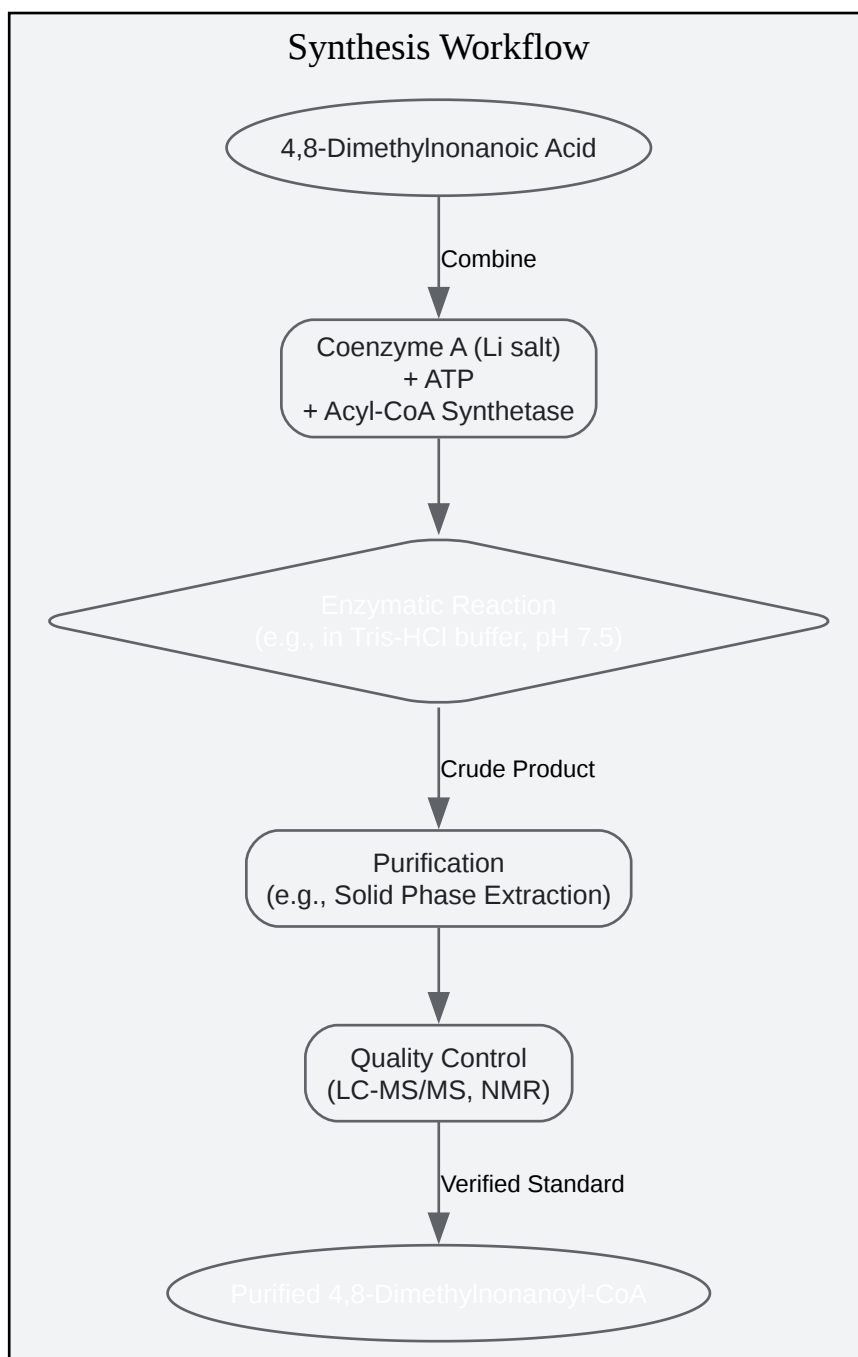 Synthesis Workflow
4,8-Dimethylnonanoic Acid
Combine
Coenzyme A (Li salt)
+ ATP
+ Acyl-CoA Synthetase
Enzymatic Reaction
(e.g., in Tris-HCl buffer, pH 7.5)
Crude Product
Purification
(e.g., Solid Phase Extraction)
Quality Control
(LC-MS/MS, NMR)
Verified Standard
Purified 4,8-Dimethylnonanoyl-CoA